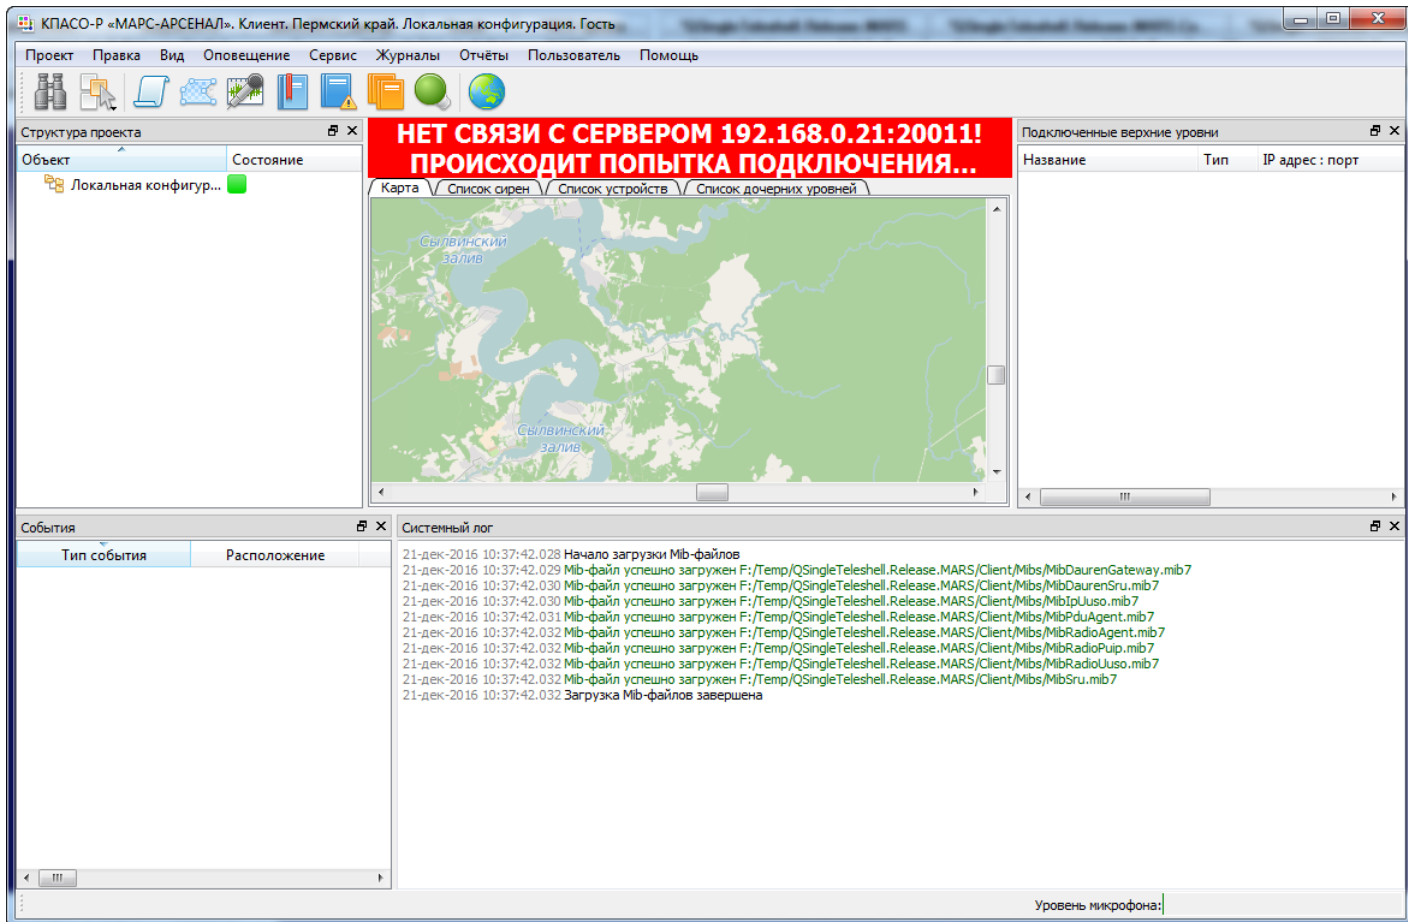 КПАСО-Р «МАРС-АРСЕНАЛ». Клиент. Пермский край. Локальная конфигурация. Гость
Проект Правка Вид Оповещение Сервис Журналы Отчёты Пользователь Помощь
Структура проекта
Объект Состояние
Локальная конфигур...
НЕТ СВЯЗИ С СЕРВЕРОМ 192.168.0.21:20011!
ПРОИСХОДИТ ПОПЫТКА ПОДКЛЮЧЕНИЯ...
Карта Список сирен Список устройств Список дочерних уровней
Сылвинский
залив
Сылвинский
залив
Подключенные верхние уровни
Название Тип IP адрес : порт
События
Тип события Расположение
Системный лог
21-дек-2016 10:37:42.028 Начало загрузки Mib-файлов
21-дек-2016 10:37:42.029 Mib-файл успешно загружен F:/Temp/QSingleTeleshell.Release.MARS/Client/Mibs/MibDaurenGateway.mib7
21-дек-2016 10:37:42.030 Mib-файл успешно загружен F:/Temp/QSingleTeleshell.Release.MARS/Client/Mibs/MibDaurenSru.mib7
21-дек-2016 10:37:42.030 Mib-файл успешно загружен F:/Temp/QSingleTeleshell.Release.MARS/Client/Mibs/MibIpUuso.mib7
21-дек-2016 10:37:42.031 Mib-файл успешно загружен F:/Temp/QSingleTeleshell.Release.MARS/Client/Mibs/MibPduAgent.mib7
21-дек-2016 10:37:42.032 Mib-файл успешно загружен F:/Temp/QSingleTeleshell.Release.MARS/Client/Mibs/MibRadioAgent.mib7
21-дек-2016 10:37:42.032 Mib-файл успешно загружен F:/Temp/QSingleTeleshell.Release.MARS/Client/Mibs/MibRadioPuip.mib7
21-дек-2016 10:37:42.032 Mib-файл успешно загружен F:/Temp/QSingleTeleshell.Release.MARS/Client/Mibs/MibRadioUuso.mib7
21-дек-2016 10:37:42.032 Mib-файл успешно загружен F:/Temp/QSingleTeleshell.Release.MARS/Client/Mibs/MibSru.mib7
21-дек-2016 10:37:42.032 Загрузка Mib-файлов завершена
Уровень микрофона: